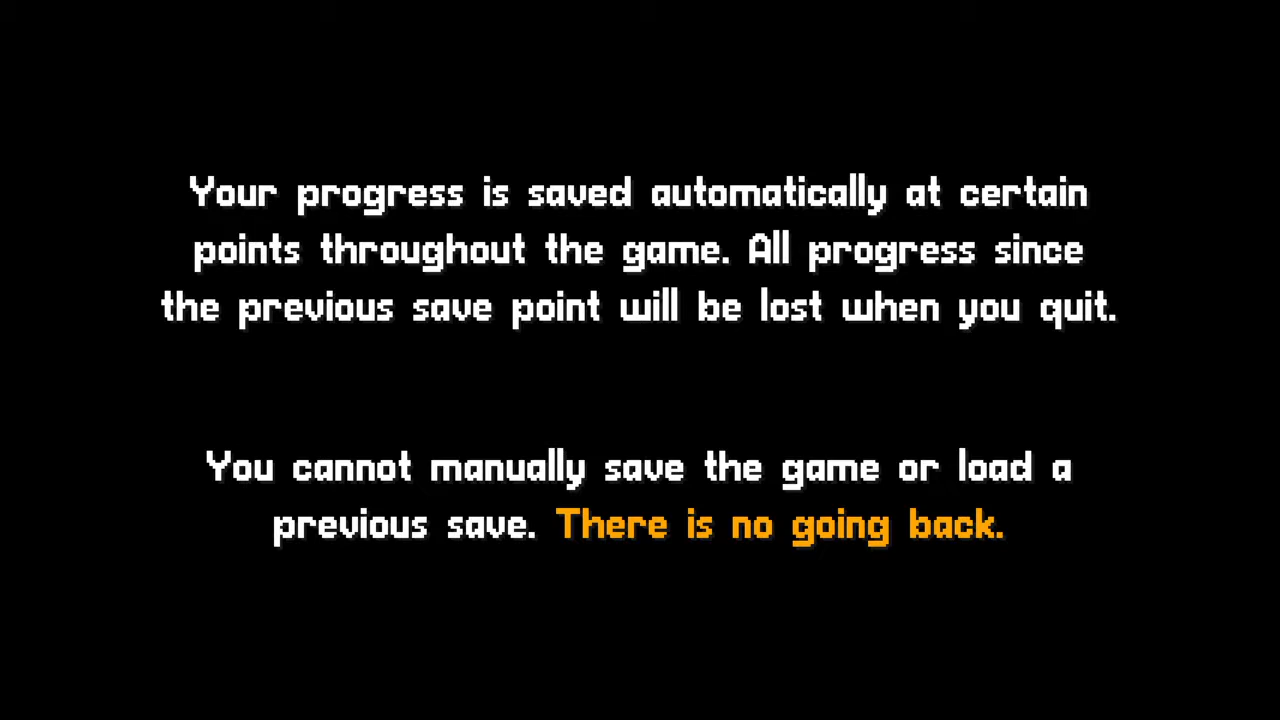 Your progress is saved automatically at certain
points throughout the game. All progress since
the previous save point will be lost when you quit.
You cannot manually save the game or load a
previous save. There is no going back.